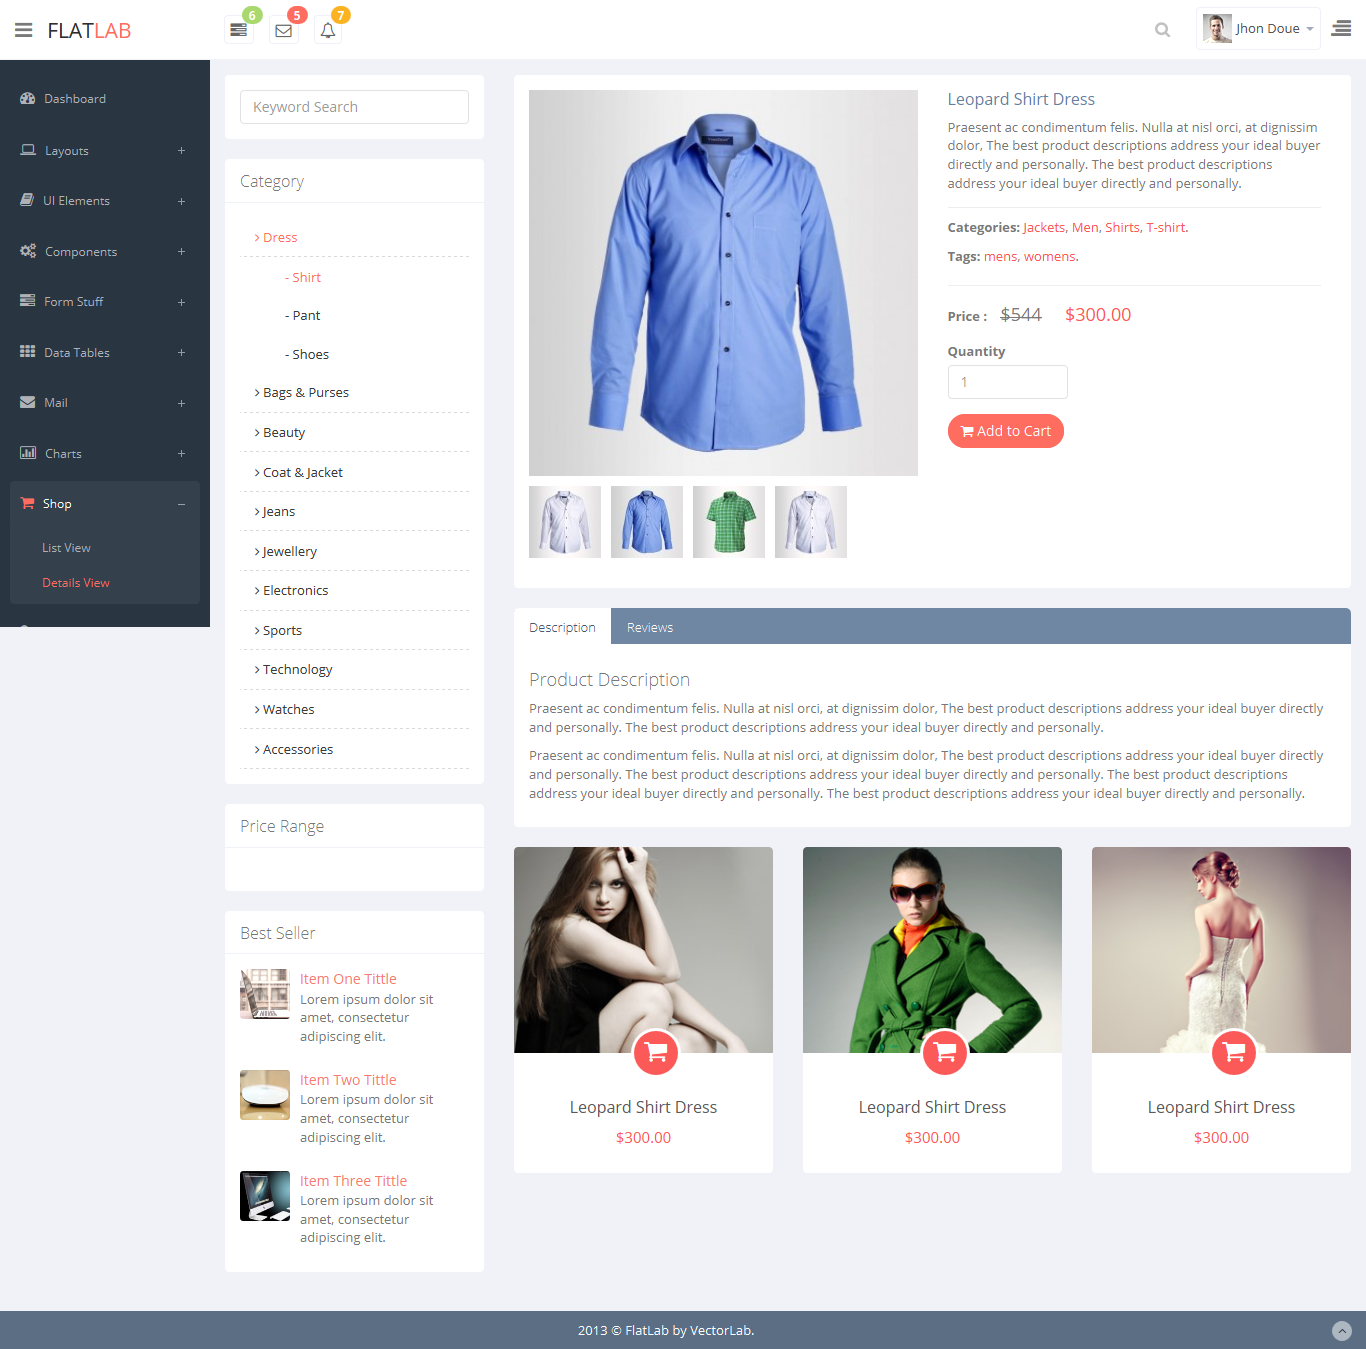 FLATLAB
6
5
7
Jhon Doue
Dashboard
Layouts +
UI Elements +
Components +
Form Stuff +
Data Tables +
Mail +
Charts +
Shop −
List View
Details View
Keyword Search
Category
Dress
- Shirt
- Pant
- Shoes
Bags & Purses
Beauty
Coat & Jacket
Jeans
Jewellery
Electronics
Sports
Technology
Watches
Accessories
Price Range
Best Seller
Item One Tittle
Lorem ipsum dolor sit
amet, consectetur
adipiscing elit.
Item Two Tittle
Lorem ipsum dolor sit
amet, consectetur
adipiscing elit.
Item Three Tittle
Lorem ipsum dolor sit
amet, consectetur
adipiscing elit.
Leopard Shirt Dress
Praesent ac condimentum felis. Nulla at nisl orci, at dignissim
dolor, The best product descriptions address your ideal buyer
directly and personally. The best product descriptions
address your ideal buyer directly and personally.
Categories: Jackets, Men, Shirts, T-shirt.
Tags: mens, womens.
Price : $544 $300.00
Quantity
1
Add to Cart
Description Reviews
Product Description
Praesent ac condimentum felis. Nulla at nisl orci, at dignissim dolor, The best product descriptions address your ideal buyer directly
and personally. The best product descriptions address your ideal buyer directly and personally.
Praesent ac condimentum felis. Nulla at nisl orci, at dignissim dolor, The best product descriptions address your ideal buyer directly
and personally. The best product descriptions address your ideal buyer directly and personally. The best product descriptions
address your ideal buyer directly and personally. The best product descriptions address your ideal buyer directly and personally.
Leopard Shirt Dress
$300.00
Leopard Shirt Dress
$300.00
Leopard Shirt Dress
$300.00
2013 © FlatLab by VectorLab.